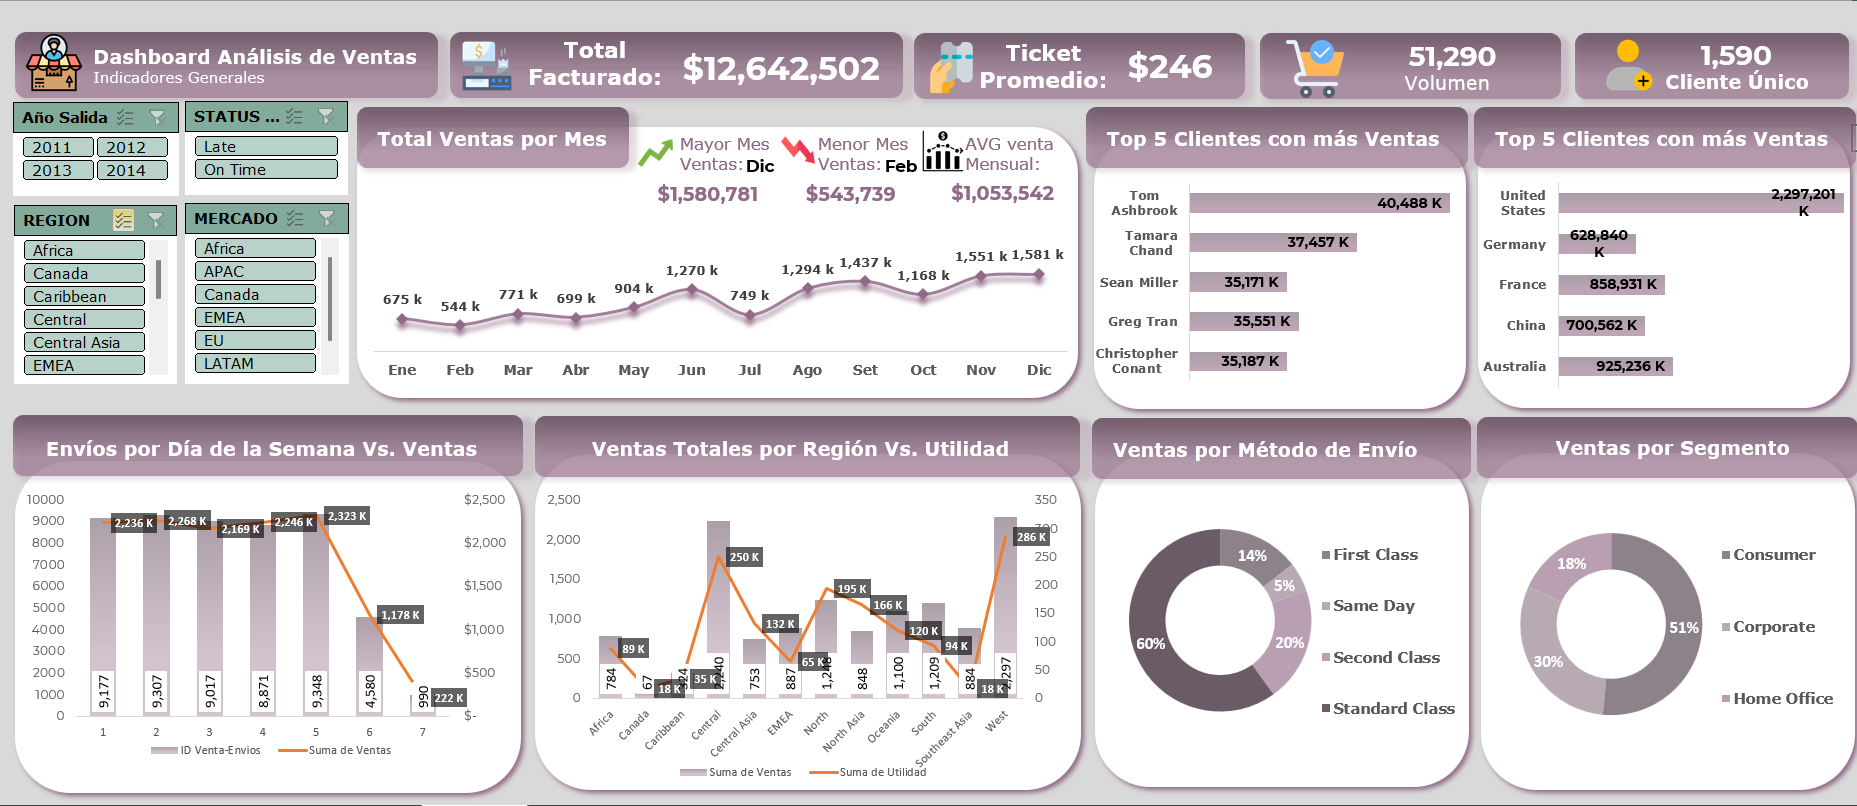 Dashboard Análisis de Ventas
Indicadores Generales
Total
Facturado:
$12,642,502
Ticket
Promedio:
$246
51,290
Volumen
1,590
Cliente Único
Año Salida
2011 2012
2013 2014
STATUS ...
Late
On Time
REGION
Africa
Canada
Caribbean
Central
Central Asia
EMEA
MERCADO
Africa
APAC
Canada
EMEA
EU
LATAM
Total Ventas por Mes
Mayor Mes
Ventas: Dic
$1,580,781
Menor Mes
Ventas: Feb
$543,739
AVG venta
Mensual:
$1,053,542
675 k 544 k 771 k 699 k 904 k 1,270 k 749 k 1,294 k 1,437 k 1,168 k 1,551 k 1,581 k
Ene Feb Mar Abr May Jun Jul Ago Set Oct Nov Dic
Top 5 Clientes con más Ventas
Tom
Ashbrook
40,488 K
Tamara
Chand
37,457 K
Sean Miller
35,171 K
Greg Tran
35,551 K
Christopher
Conant
35,187 K
Top 5 Clientes con más Ventas
United
States
2,297,201
K
Germany
628,840
K
France
858,931 K
China
700,562 K
Australia
925,236 K
Envíos por Día de la Semana Vs. Ventas
10000
9000
8000
7000
6000
5000
4000
3000
2000
1000
0
2,236 K 2,268 K 2,169 K 2,246 K 2,323 K 1,178 K 222 K
9,177 9,307 9,017 8,871 9,348 4,580 990
$2,500
$2,000
$1,500
$1,000
$500
$-
1 2 3 4 5 6 7
ID Venta-Envios Suma de Ventas
Ventas Totales por Región Vs. Utilidad
2,500
2,000
1,500
1,000
500
0
89 K 18 K 35 K 250 K 132 K 65 K 195 K 166 K 120 K 94 K 18 K 286 K
784 67 324 2,240 753 887 1,248 848 1,100 1,209 884 2,297
350
300
250
200
150
100
50
0
Africa Canada Caribbean Central Central Asia EMEA North North Asia Oceania South Southeast Asia West
Suma de Ventas Suma de Utilidad
Ventas por Método de Envío
14%
5%
20%
60%
First Class
Same Day
Second Class
Standard Class
Ventas por Segmento
18%
51%
30%
Consumer
Corporate
Home Office